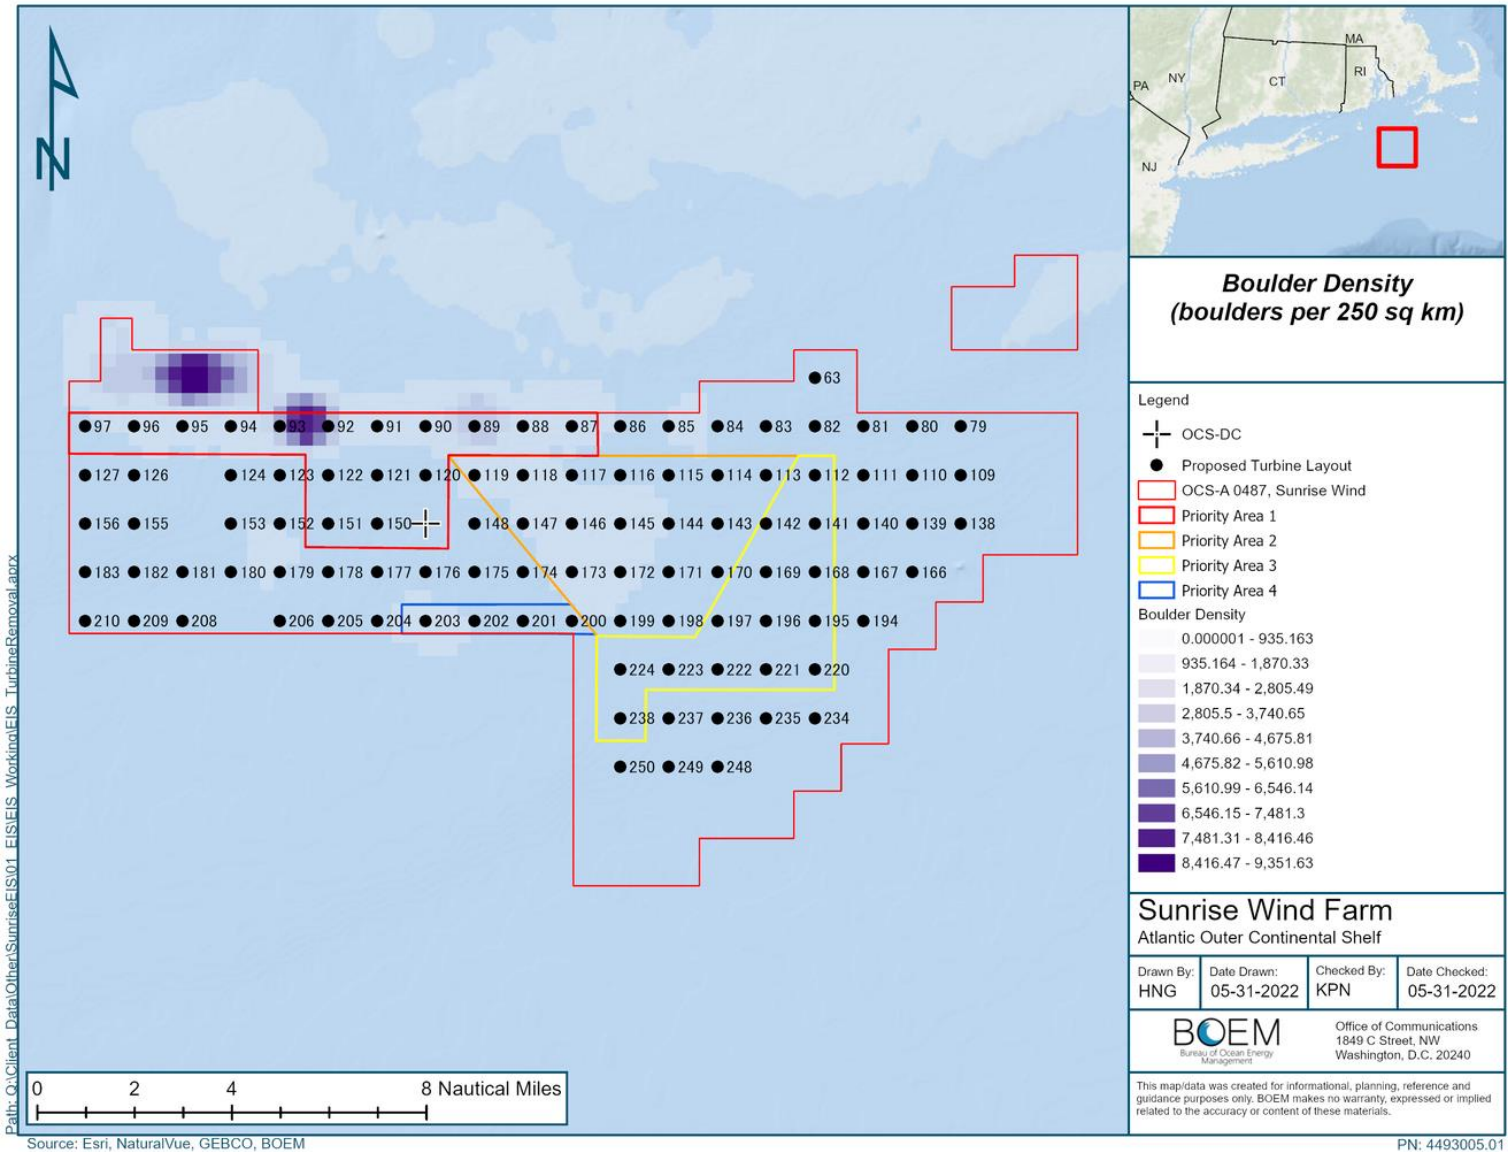 N
63
97 96 95 94 93 92 91 90 89 88 87 86 85 84 83 82 81 80 79
127 126 124 123 122 121 120 119 118 117 116 115 114 113 112 111 110 109
156 155 153 152 151 150 148 147 146 145 144 143 142 141 140 139 138
183 182 181 180 179 178 177 176 175 174 173 172 171 170 169 168 167 166
210 209 208 206 205 204 203 202 201 200 199 198 197 196 195 194
224 223 222 221 220
238 237 236 235 234
250 249 248
0 2 4 8 Nautical Miles
Path: Q:\Client_Data\Other\SunriseEIS\01_EIS\EIS_Working\EIS_TurbineRemoval.aprx
Source: Esri, NaturalVue, GEBCO, BOEM
MA
NY CT RI
PA
NJ
Boulder Density
(boulders per 250 sq km)
Legend
OCS-DC
Proposed Turbine Layout
OCS-A 0487, Sunrise Wind
Priority Area 1
Priority Area 2
Priority Area 3
Priority Area 4
Boulder Density
0.000001 - 935.163
935.164 - 1,870.33
1,870.34 - 2,805.49
2,805.5 - 3,740.65
3,740.66 - 4,675.81
4,675.82 - 5,610.98
5,610.99 - 6,546.14
6,546.15 - 7,481.3
7,481.31 - 8,416.46
8,416.47 - 9,351.63
Sunrise Wind Farm
Atlantic Outer Continental Shelf
Drawn By: Date Drawn: Checked By: Date Checked:
HNG 05-31-2022 KPN 05-31-2022
BOEM
Bureau of Ocean Energy
Management
Office of Communications
1849 C Street, NW
Washington, D.C. 20240
This map/data was created for informational, planning, reference and
guidance purposes only. BOEM makes no warranty, expressed or implied
related to the accuracy or content of these materials.
PN: 4493005.01